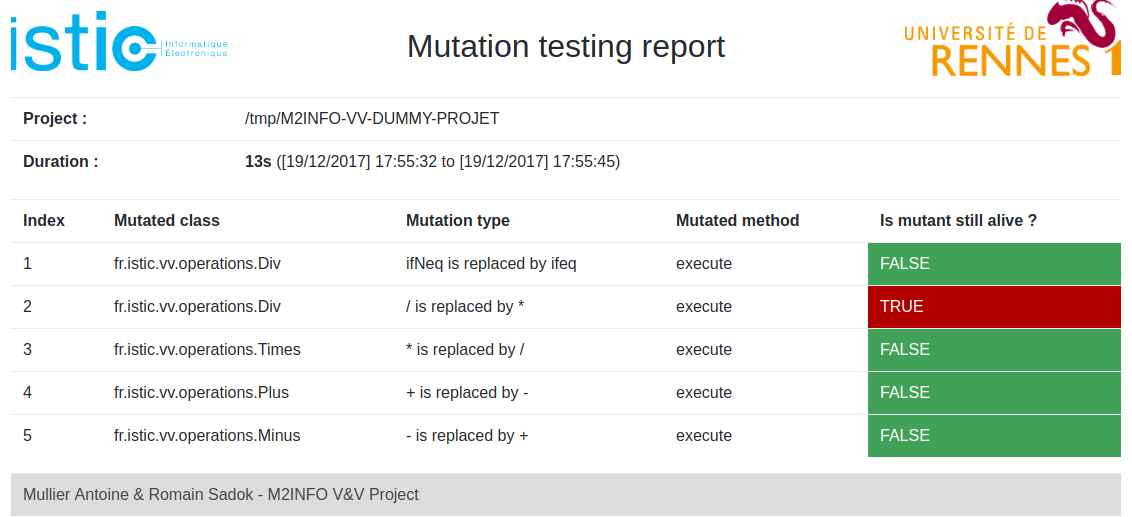 istic Informatique
Électronique
Mutation testing report
UNIVERSITÉ DE
RENNES 1
Project : /tmp/M2INFO-VV-DUMMY-PROJET
Duration : 13s ([19/12/2017] 17:55:32 to [19/12/2017] 17:55:45)
Index Mutated class Mutation type Mutated method Is mutant still alive ?
1 fr.istic.vv.operations.Div ifNeq is replaced by ifeq execute FALSE
2 fr.istic.vv.operations.Div / is replaced by * execute TRUE
3 fr.istic.vv.operations.Times * is replaced by / execute FALSE
4 fr.istic.vv.operations.Plus + is replaced by - execute FALSE
5 fr.istic.vv.operations.Minus - is replaced by + execute FALSE
Mullier Antoine & Romain Sadok - M2INFO V&V Project